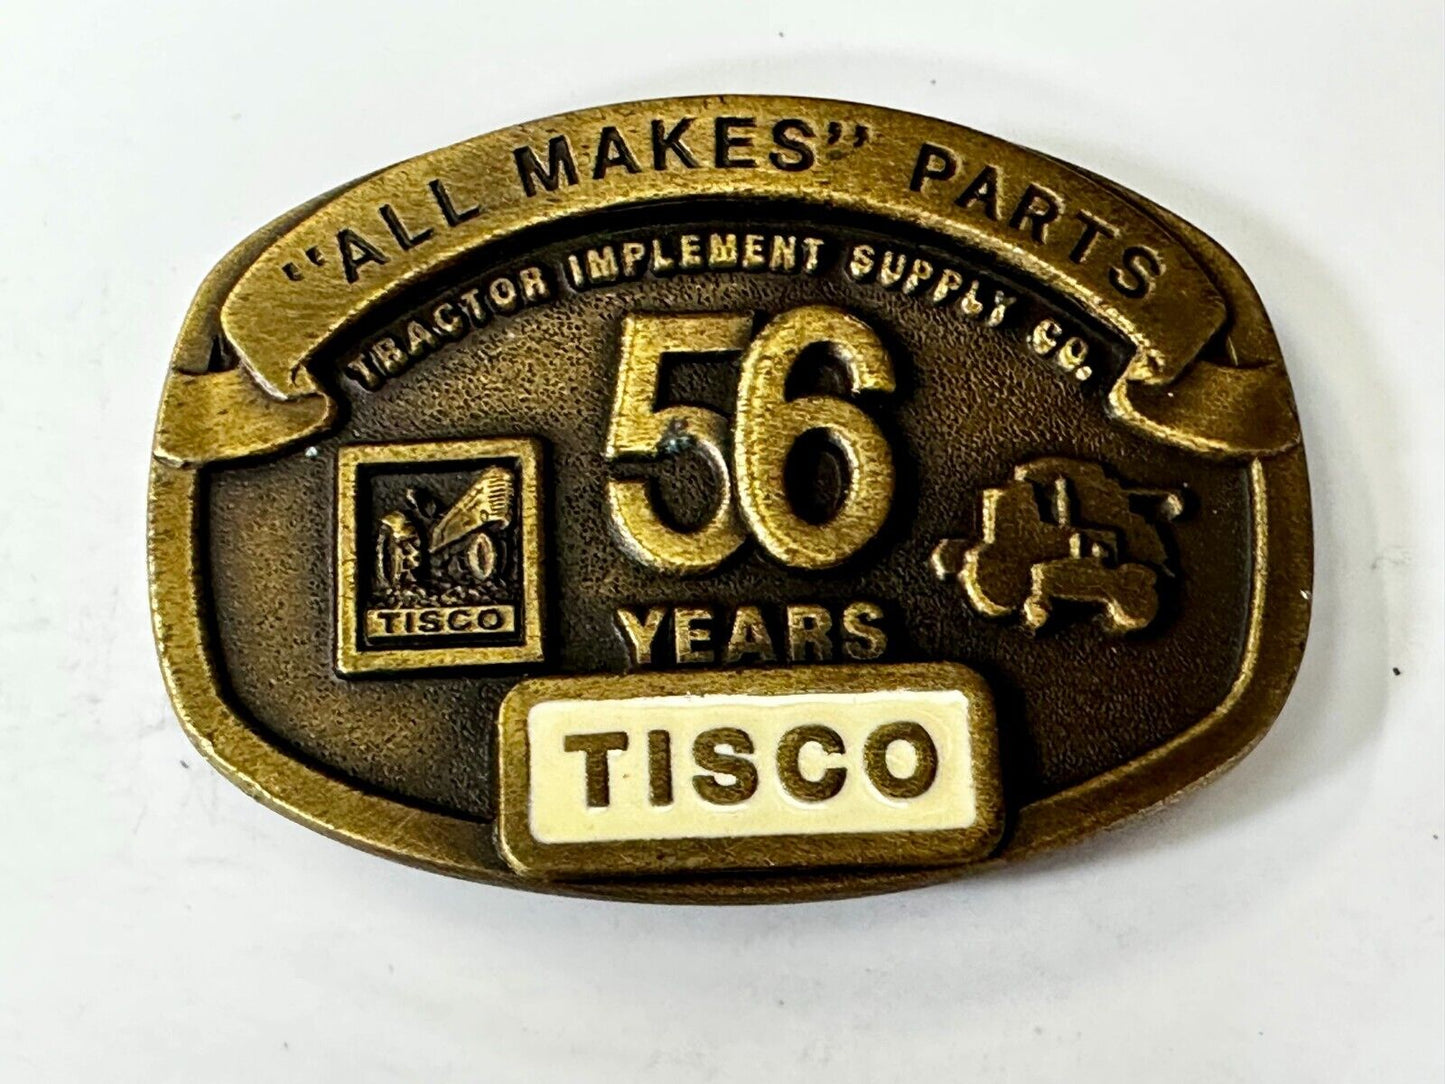 "ALL MAKES" PARTS
TRACTOR IMPLEMENT SUPPLY CO.
56
YEARS
TISCO
TISCO